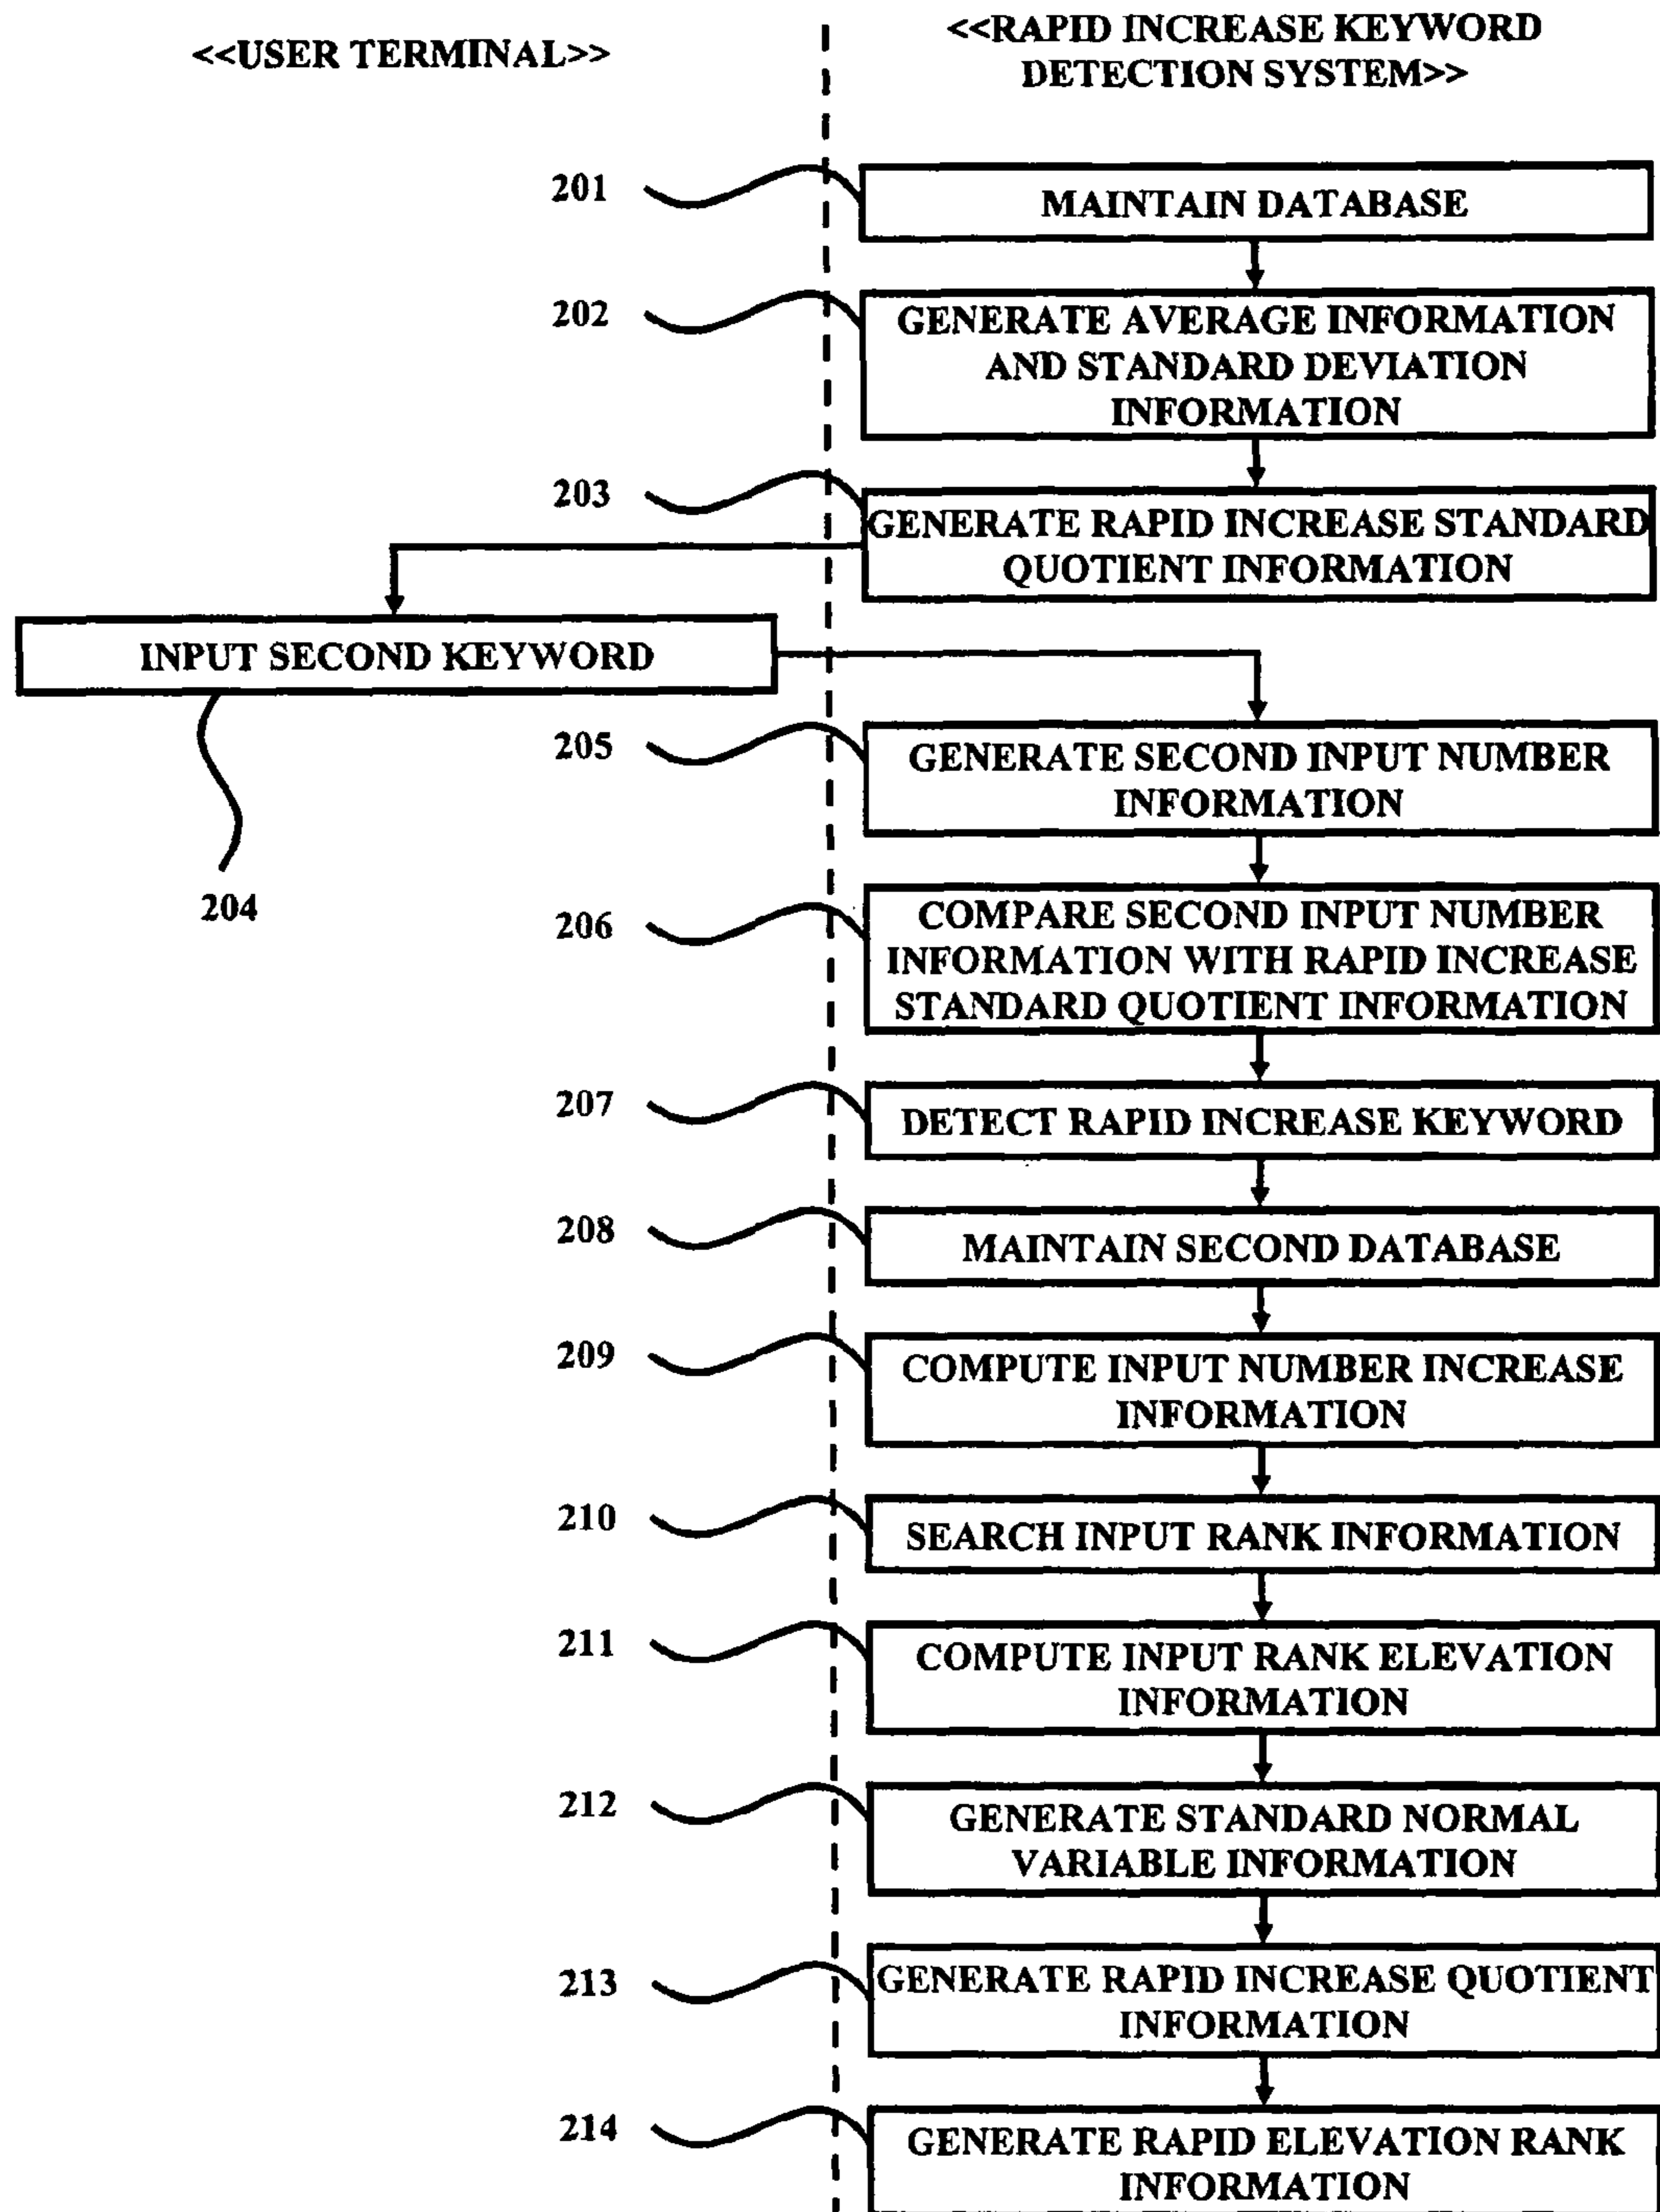 <<USER TERMINAL>>
<<RAPID INCREASE KEYWORD
DETECTION SYSTEM>>
201
MAINTAIN DATABASE
202
GENERATE AVERAGE INFORMATION
AND STANDARD DEVIATION
INFORMATION
203
GENERATE RAPID INCREASE STANDARD
QUOTIENT INFORMATION
INPUT SECOND KEYWORD
204
205
GENERATE SECOND INPUT NUMBER
INFORMATION
206
COMPARE SECOND INPUT NUMBER
INFORMATION WITH RAPID INCREASE
STANDARD QUOTIENT INFORMATION
207
DETECT RAPID INCREASE KEYWORD
208
MAINTAIN SECOND DATABASE
209
COMPUTE INPUT NUMBER INCREASE
INFORMATION
210
SEARCH INPUT RANK INFORMATION
211
COMPUTE INPUT RANK ELEVATION
INFORMATION
212
GENERATE STANDARD NORMAL
VARIABLE INFORMATION
213
GENERATE RAPID INCREASE QUOTIENT
INFORMATION
214
GENERATE RAPID ELEVATION RANK
INFORMATION